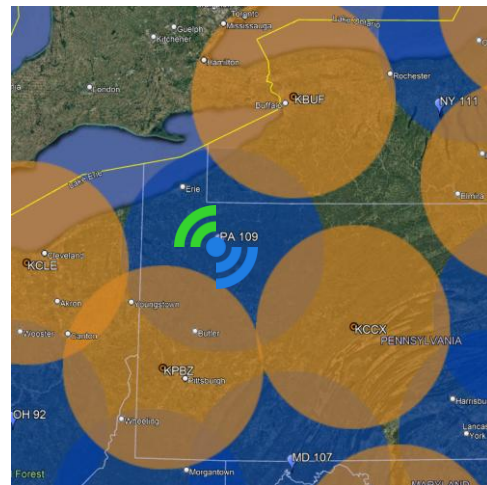 Toronto
Lake Ontario
Mississauga
Guelph
Kitchener
Hamilton
London
Rochester
KBUF
Buffalo
NY 111
Lake Erie
Erie
Elmira
PA 109
Cleveland
KCLE
Akron
Youngstown
Wooster
Canton
Butler
KCCX
PENNSYLVANIA
KPBZ
Pittsburgh
Harrisburg
Wheeling
OH 92
Lancaster
York
MD 107
Morgantown
Forest
MARYLAND